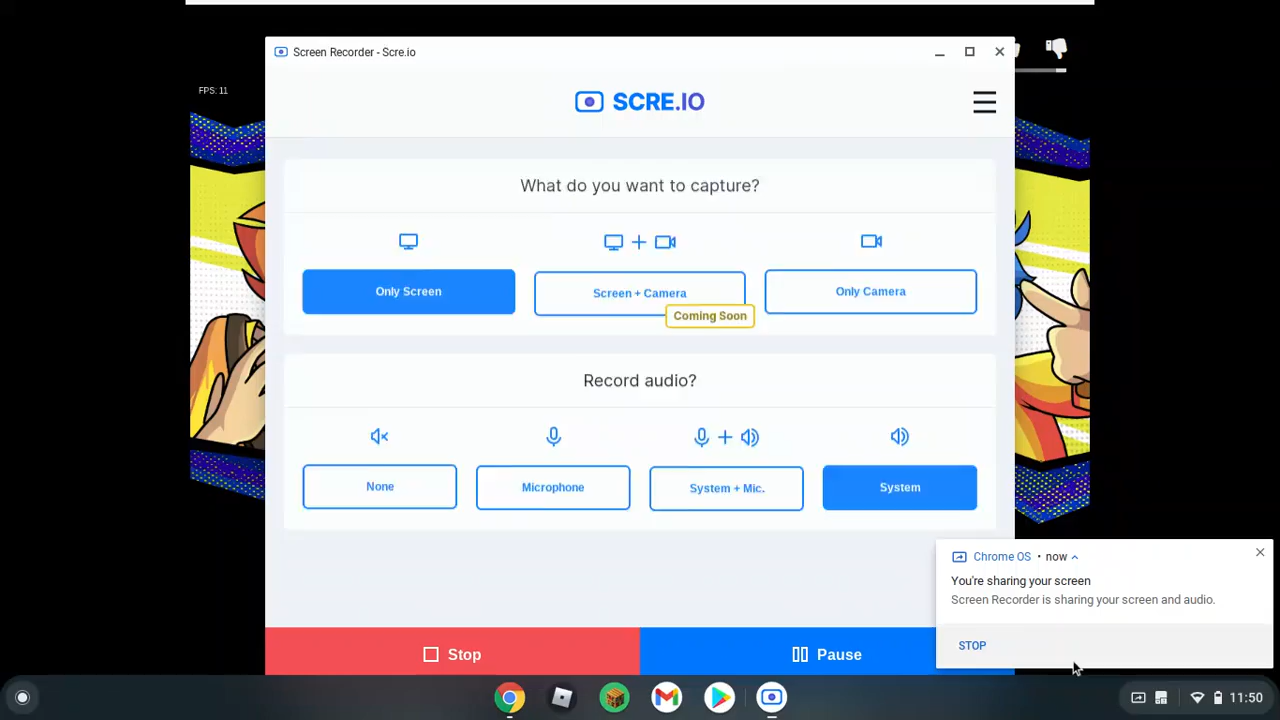 Screen Recorder - Scre.io
SCRE.IO
FPS: 11
What do you want to capture?
Only Screen
Screen + Camera
Only Camera
Coming Soon
Record audio?
None
Microphone
System + Mic.
System
Chrome OS • now
You're sharing your screen
Screen Recorder is sharing your screen and audio.
STOP
Stop
Pause
11:50